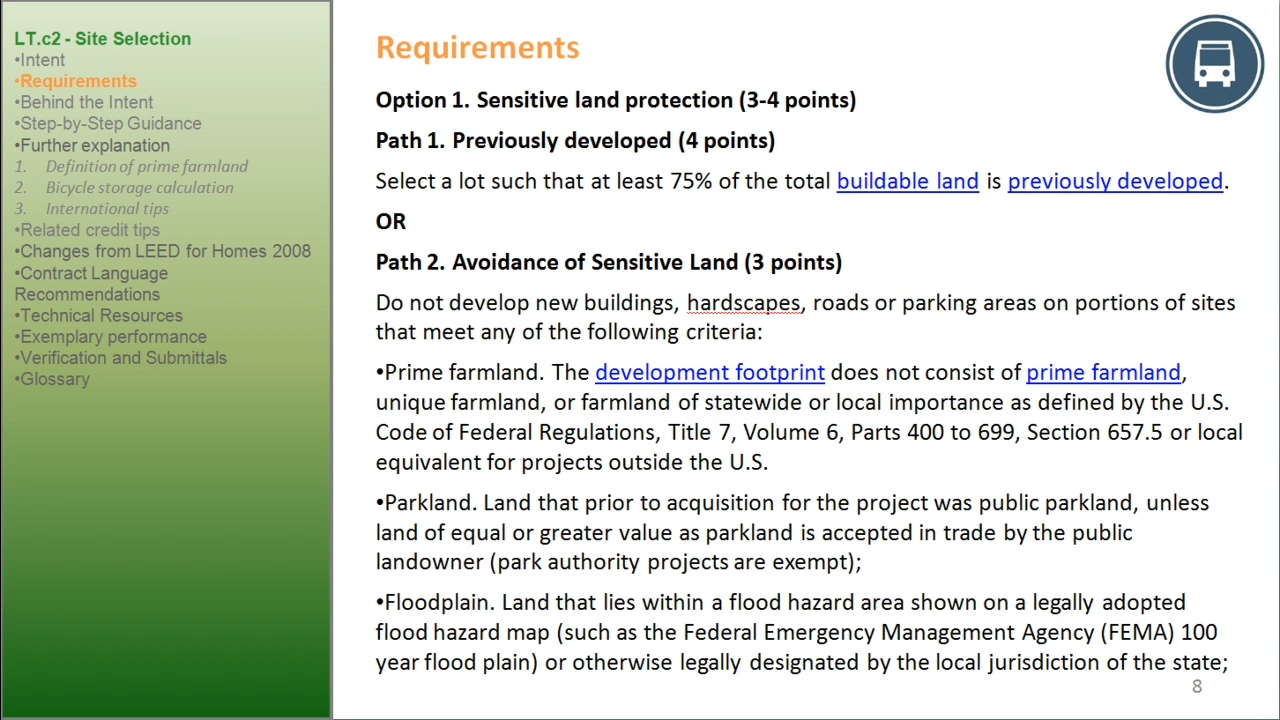 LT.c2 - Site Selection
•Intent
•Requirements
•Behind the Intent
•Step-by-Step Guidance
•Further explanation
1. Definition of prime farmland
2. Bicycle storage calculation
3. International tips
•Related credit tips
•Changes from LEED for Homes 2008
•Contract Language
Recommendations
•Technical Resources
•Exemplary performance
•Verification and Submittals
•Glossary
Requirements
Option 1. Sensitive land protection (3-4 points)
Path 1. Previously developed (4 points)
Select a lot such that at least 75% of the total buildable land is previously developed.
OR
Path 2. Avoidance of Sensitive Land (3 points)
Do not develop new buildings, hardscapes, roads or parking areas on portions of sites
that meet any of the following criteria:
•Prime farmland. The development footprint does not consist of prime farmland,
unique farmland, or farmland of statewide or local importance as defined by the U.S.
Code of Federal Regulations, Title 7, Volume 6, Parts 400 to 699, Section 657.5 or local
equivalent for projects outside the U.S.
•Parkland. Land that prior to acquisition for the project was public parkland, unless
land of equal or greater value as parkland is accepted in trade by the public
landowner (park authority projects are exempt);
•Floodplain. Land that lies within a flood hazard area shown on a legally adopted
flood hazard map (such as the Federal Emergency Management Agency (FEMA) 100
year flood plain) or otherwise legally designated by the local jurisdiction of the state;
8